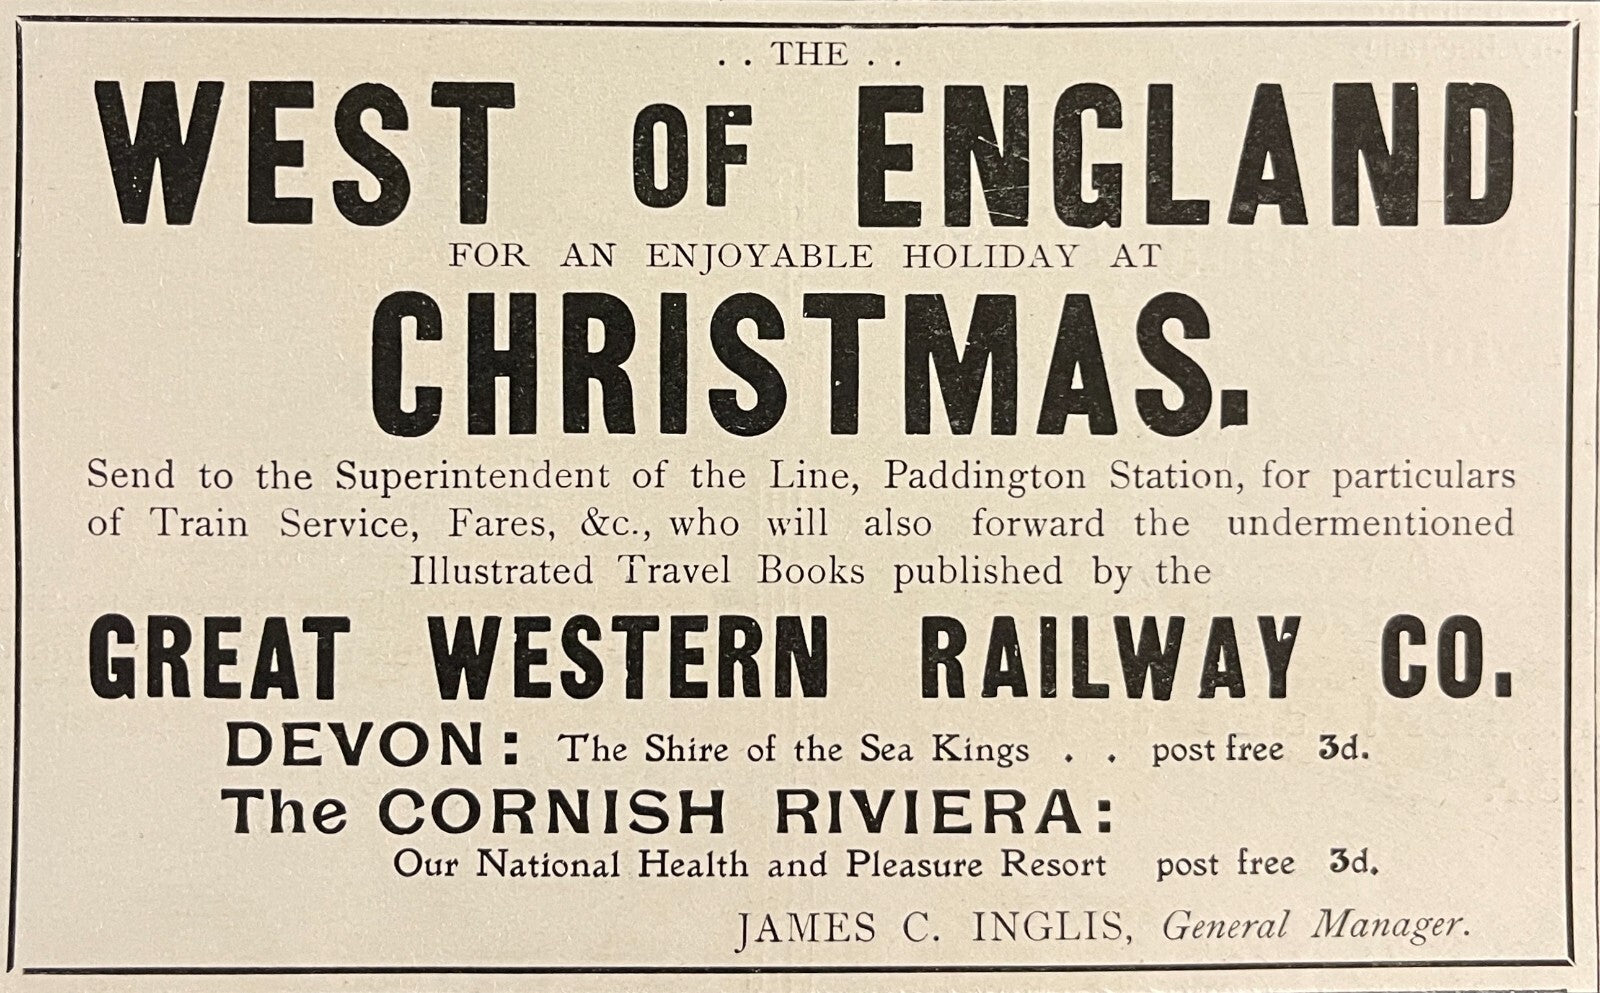 . . THE . .
WEST OF ENGLAND
FOR AN ENJOYABLE HOLIDAY AT
CHRISTMAS.
Send to the Superintendent of the Line, Paddington Station, for particulars
of Train Service, Fares, &c., who will also forward the undermentioned
Illustrated Travel Books published by the
GREAT WESTERN RAILWAY CO.
DEVON: The Shire of the Sea Kings . . post free 3d.
The CORNISH RIVIERA:
Our National Health and Pleasure Resort post free 3d.
JAMES C. INGLIS, General Manager.